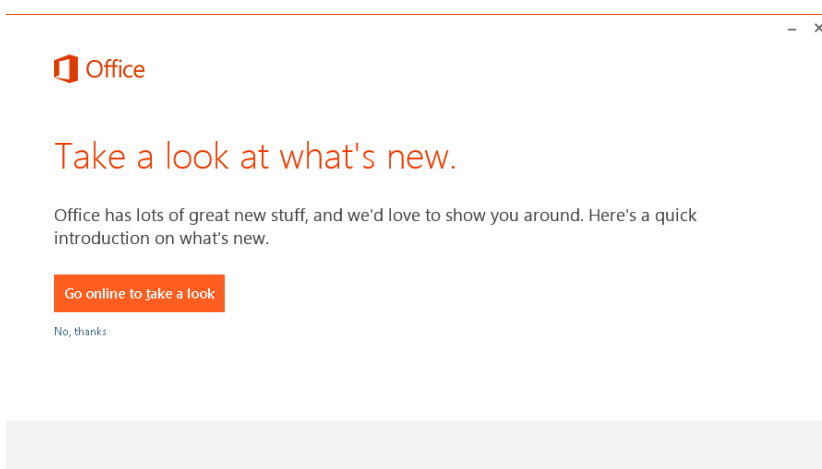 Office
Take a look at what's new.
Office has lots of great new stuff, and we'd love to show you around. Here's a quick
introduction on what's new.
Go online to take a look
No, thanks